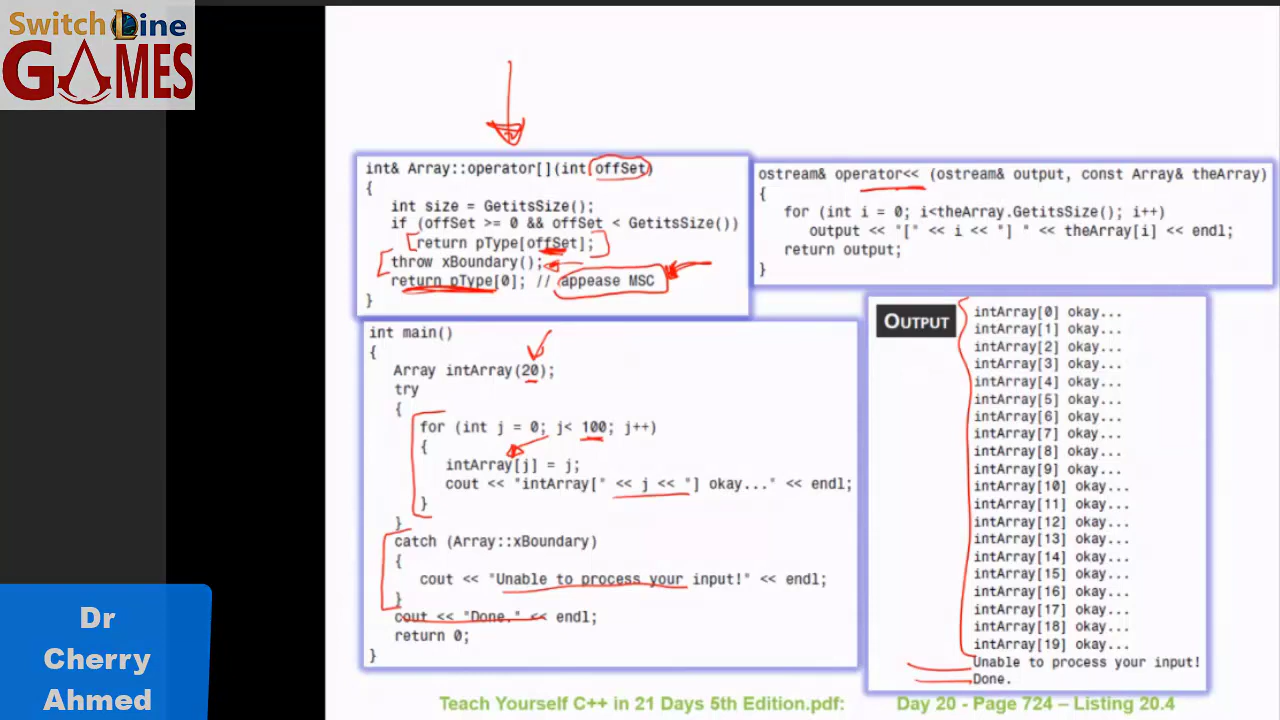 Switch Line
GAMES
int& Array::operator[](int offSet)
{
int size = GetitsSize();
if (offSet >= 0 && offSet < GetitsSize())
return pType[offSet];
throw xBoundary();
return pType[0]; // appease MSC
}
ostream& operator<< (ostream& output, const Array& theArray)
{
for (int i = 0; i<theArray.GetitsSize(); i++)
output << "[" << i << "] " << theArray[i] << endl;
return output;
}
int main()
{
Array intArray(20);
try
{
for (int j = 0; j< 100; j++)
{
intArray[j] = j;
cout << "intArray[" << j << "] okay..." << endl;
}
}
catch (Array::xBoundary)
{
cout << "Unable to process your input!" << endl;
}
cout << "Done." << endl;
return 0;
}
OUTPUT
intArray[0] okay...
intArray[1] okay...
intArray[2] okay...
intArray[3] okay...
intArray[4] okay...
intArray[5] okay...
intArray[6] okay...
intArray[7] okay...
intArray[8] okay...
intArray[9] okay...
intArray[10] okay...
intArray[11] okay...
intArray[12] okay...
intArray[13] okay...
intArray[14] okay...
intArray[15] okay...
intArray[16] okay...
intArray[17] okay...
intArray[18] okay...
intArray[19] okay...
Unable to process your input!
Done.
Dr
Cherry
Ahmed
Teach Yourself C++ in 21 Days 5th Edition.pdf: Day 20 - Page 724 – Listing 20.4